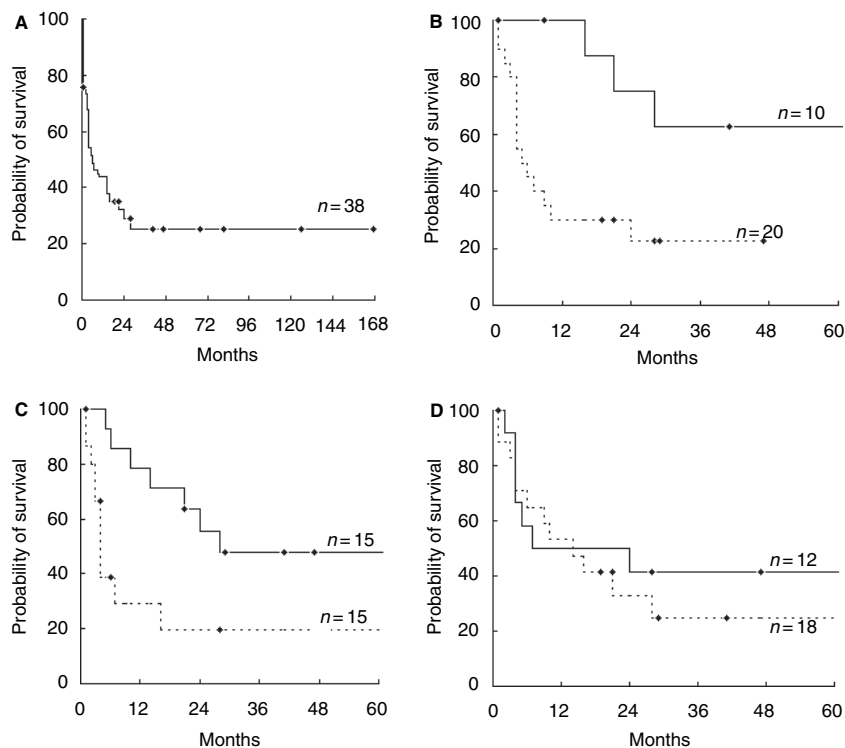 A
Probability of survival
100
80
60
40
20
0
n=38
0 24 48 72 96 120 144 168
Months
B
Probability of survival
100
80
60
40
20
0
n=10
n=20
0 12 24 36 48 60
Months
C
Probability of survival
100
80
60
40
20
0
n=15
n=15
0 12 24 36 48 60
Months
D
Probability of survival
100
80
60
40
20
0
n=12
n=18
0 12 24 36 48 60
Months